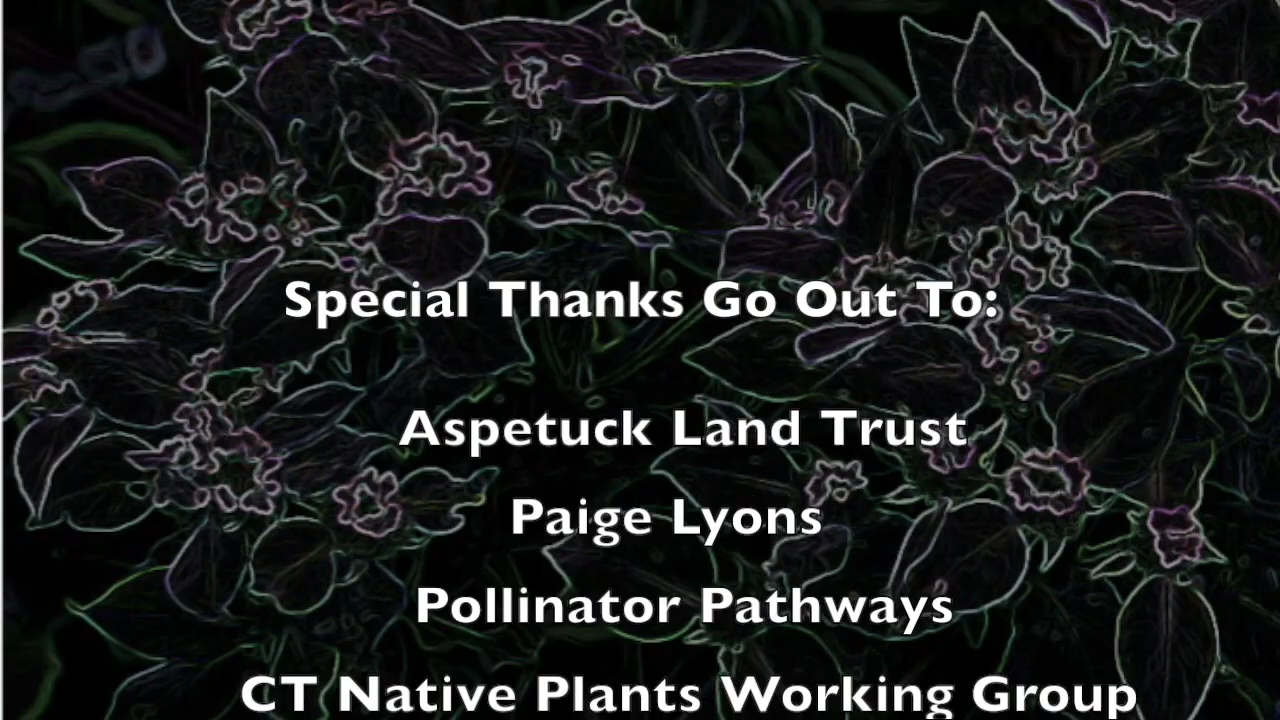 Special Thanks Go Out To:
Aspetuck Land Trust
Paige Lyons
Pollinator Pathways
CT Native Plants Working Group